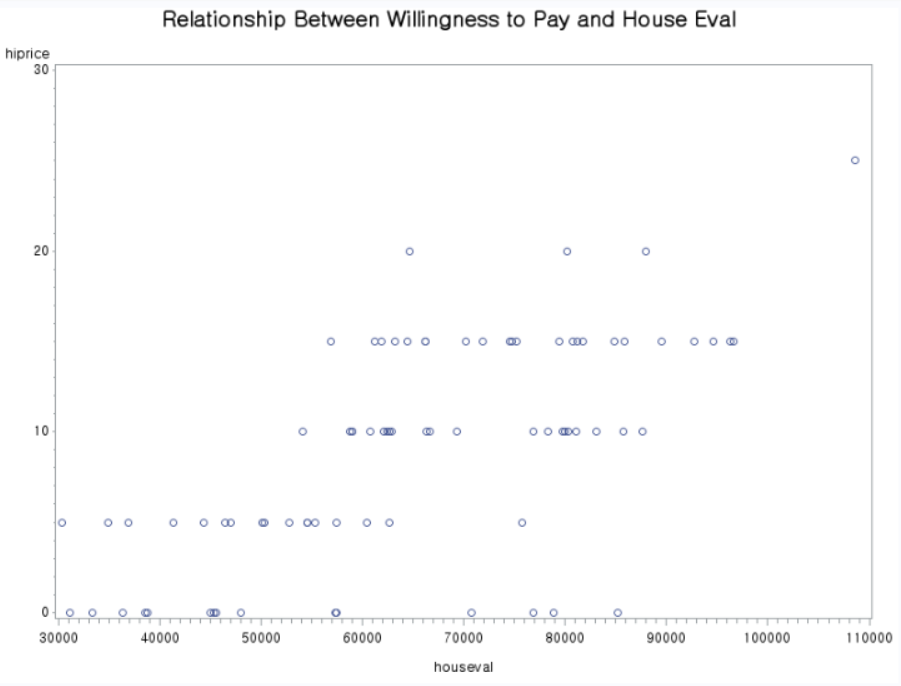 Relationship Between Willingness to Pay and House Eval
hiprice
30
20
10
0
30000 40000 50000 60000 70000 80000 90000 100000 110000
houseval